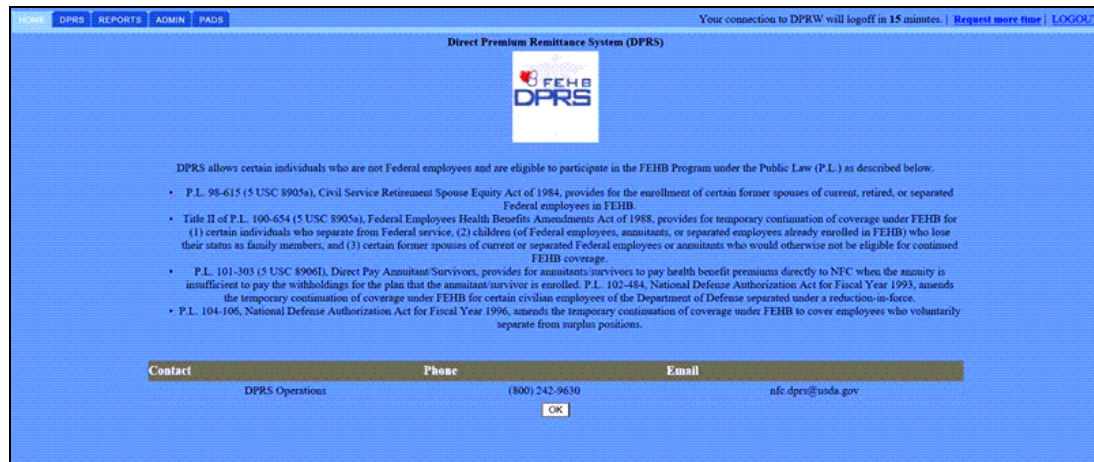 HOME DPRS REPORTS ADMIN PADS Your connection to DPRW will logoff in 15 minutes. | Request more time | LOGOUT
Direct Premium Remittance System (DPRS)
FEHB
DPRS
DPRS allows certain individuals who are not Federal employees and are eligible to participate in the FEHB Program under the Public Law (P.L.) as described below.
• P.L. 98-615 (5 USC 8905a), Civil Service Retirement Spouse Equity Act of 1984, provides for the enrollment of certain former spouses of current, retired, or separated
Federal employees in FEHB.
• Title II of P.L. 100-654 (5 USC 8905a), Federal Employees Health Benefits Amendments Act of 1988, provides for temporary continuation of coverage under FEHB for
(1) certain individuals who separate from Federal service, (2) children (of Federal employees, annuitants, or separated employees already enrolled in FEHB) who lose
their status as family members, and (3) certain former spouses of current or separated Federal employees or annuitants who would otherwise not be eligible for continued
FEHB coverage.
• P.L. 101-303 (5 USC 8906I), Direct Pay Annuitant/Survivors, provides for annuitants/survivors to pay health benefit premiums directly to NFC when the annuity is
insufficient to pay the withholdings for the plan that the annuitant/survivor is enrolled. P.L. 102-484, National Defense Authorization Act for Fiscal Year 1993, amends
the temporary continuation of coverage under FEHB for certain civilian employees of the Department of Defense separated under a reduction-in-force.
• P.L. 104-106, National Defense Authorization Act for Fiscal Year 1996, amends the temporary continuation of coverage under FEHB to cover employees who voluntarily
separate from surplus positions.
Contact Phone Email
DPRS Operations (800) 242-9630 nfc.dprs@usda.gov
OK